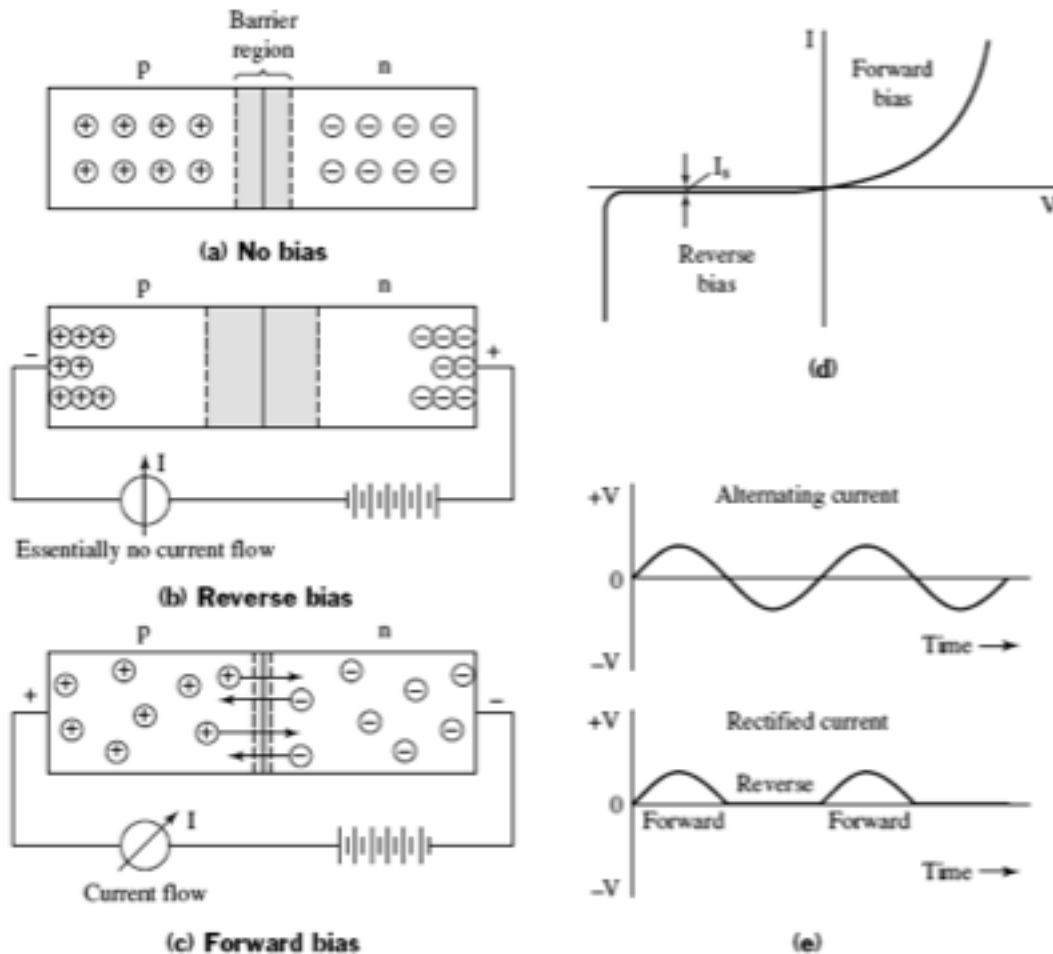 Barrier
region
p
n
(a) No bias
p
n
−
+
I
Essentially no current flow
(b) Reverse bias
p
n
+
−
I
Current flow
(c) Forward bias
I
Forward
bias
Is
V
Reverse
bias
(d)
+V
Alternating current
0
Time
−V
+V
Rectified current
Reverse
0
Forward
Forward
Time
−V
(e)